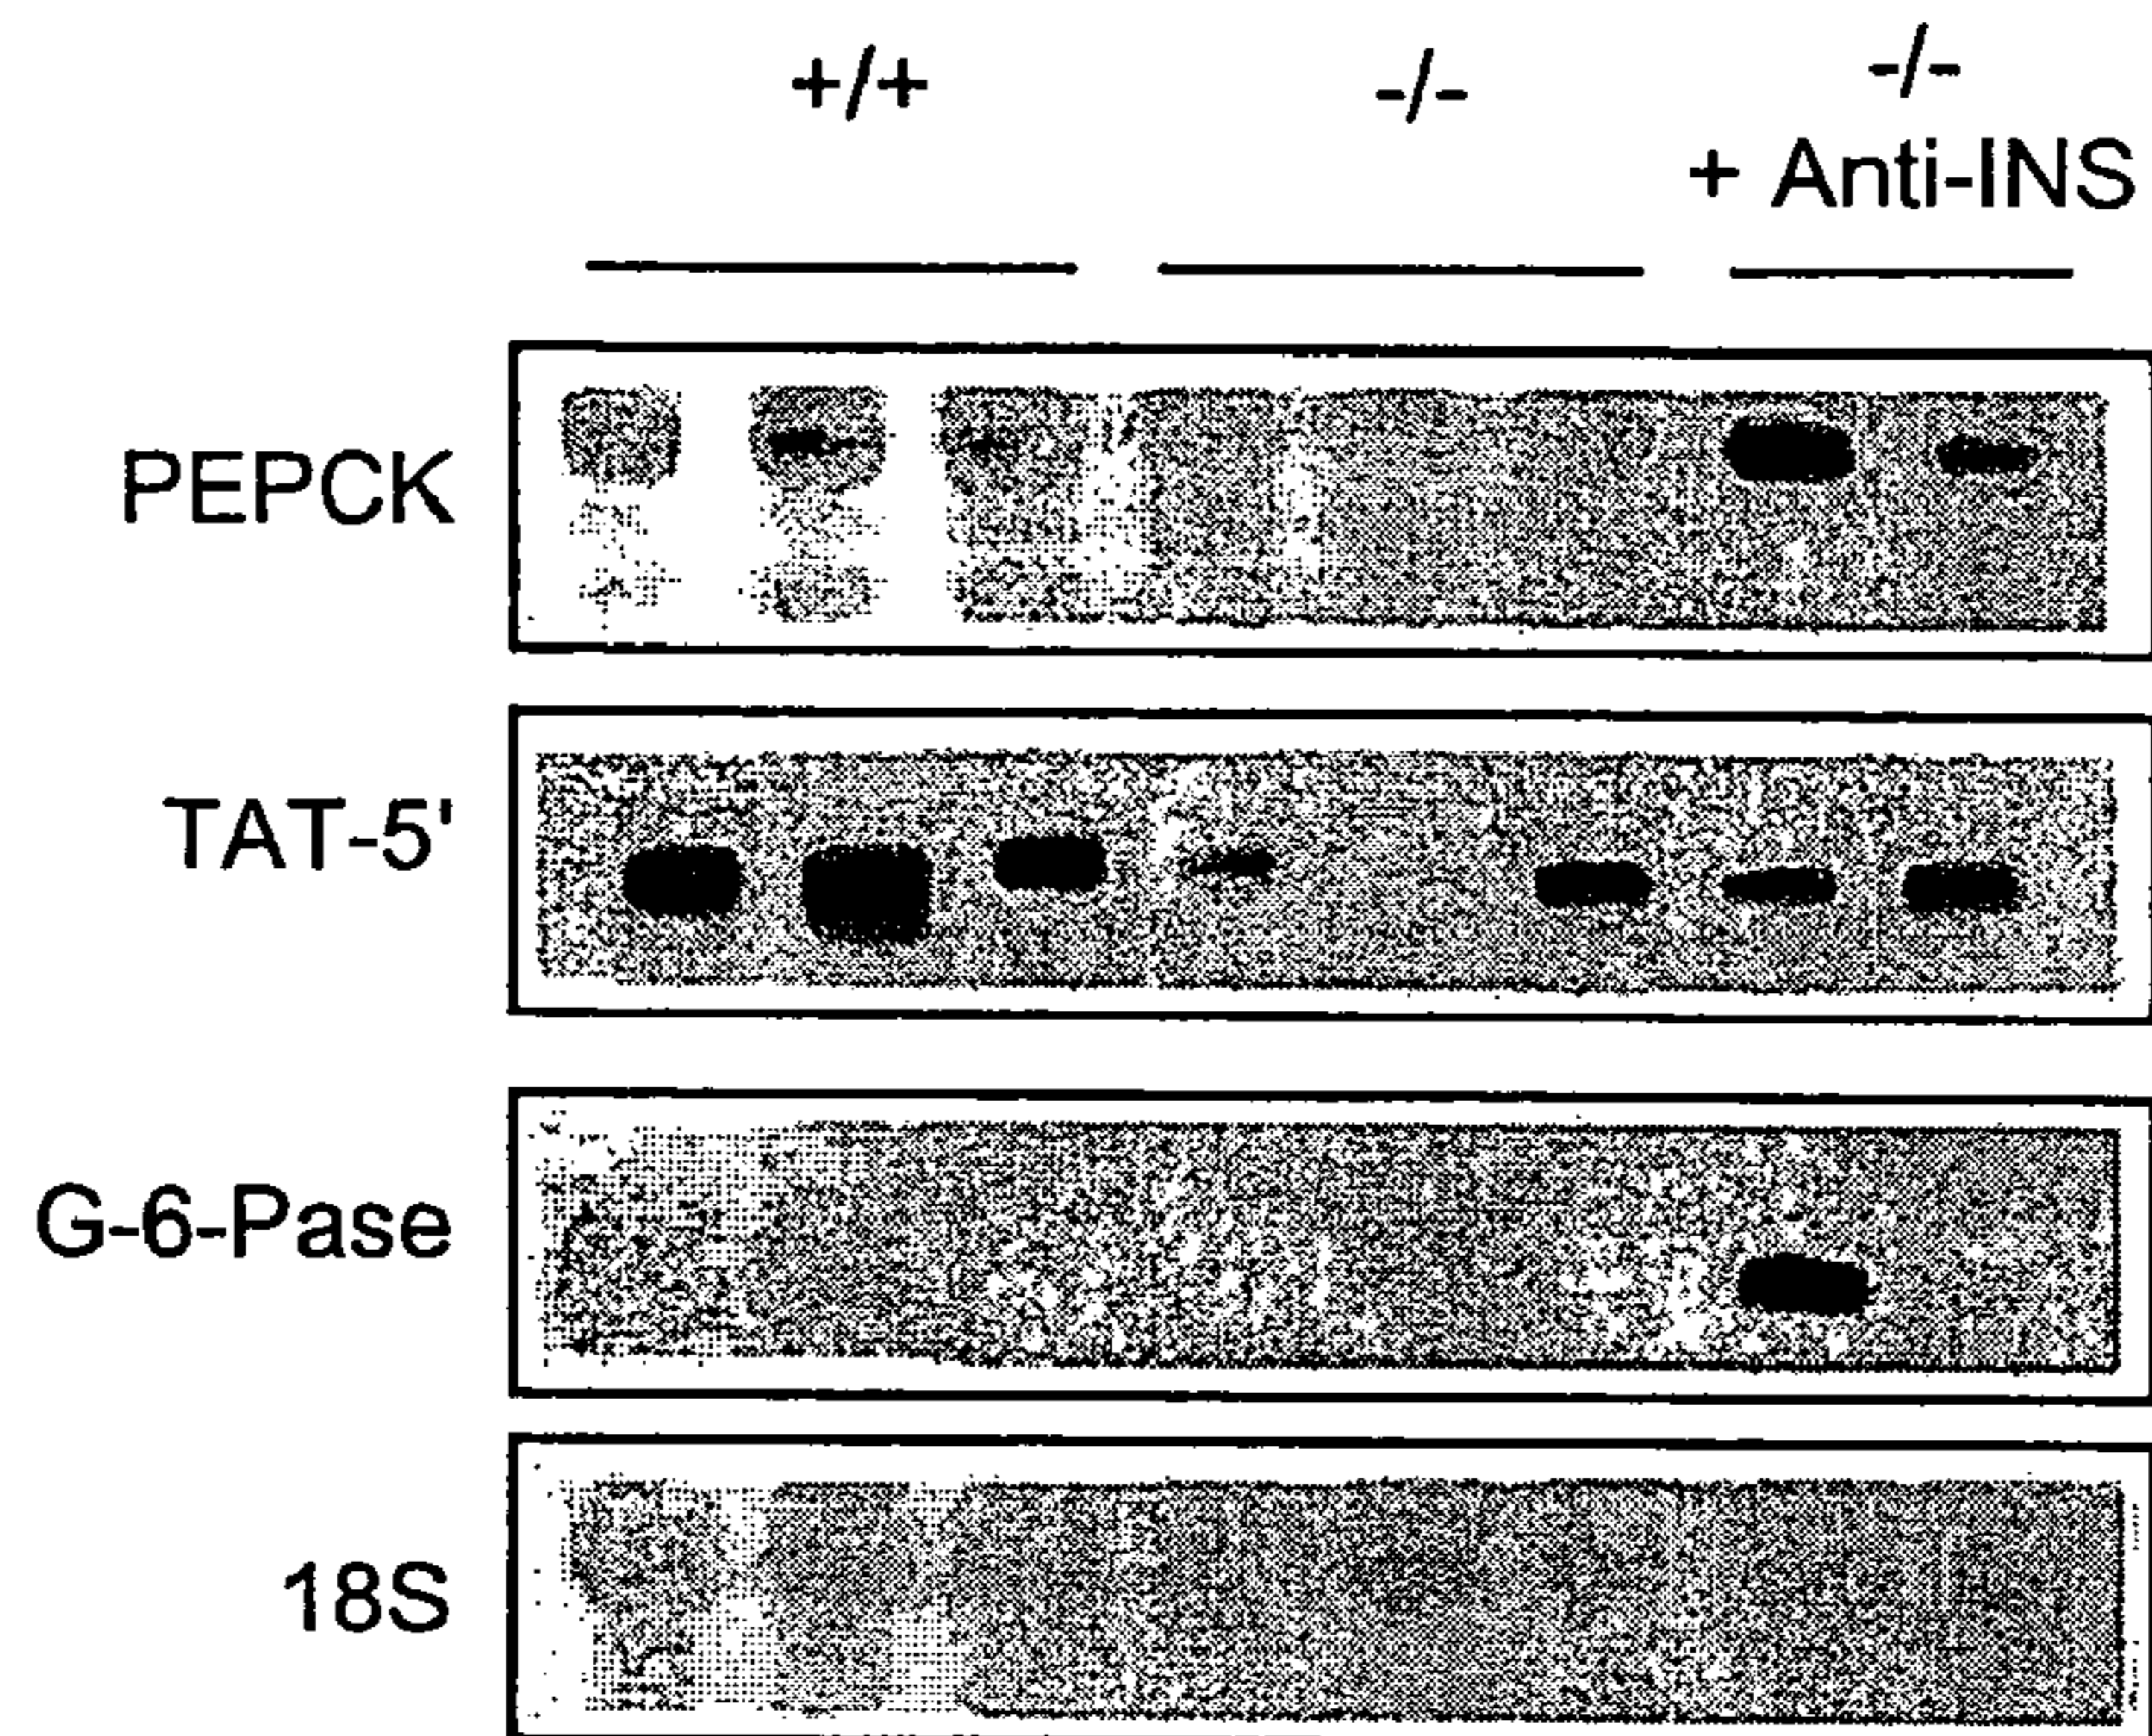 +/+
-/-
-/-
+ Anti-INS
PEPCK
TAT-5'
G-6-Pase
18S